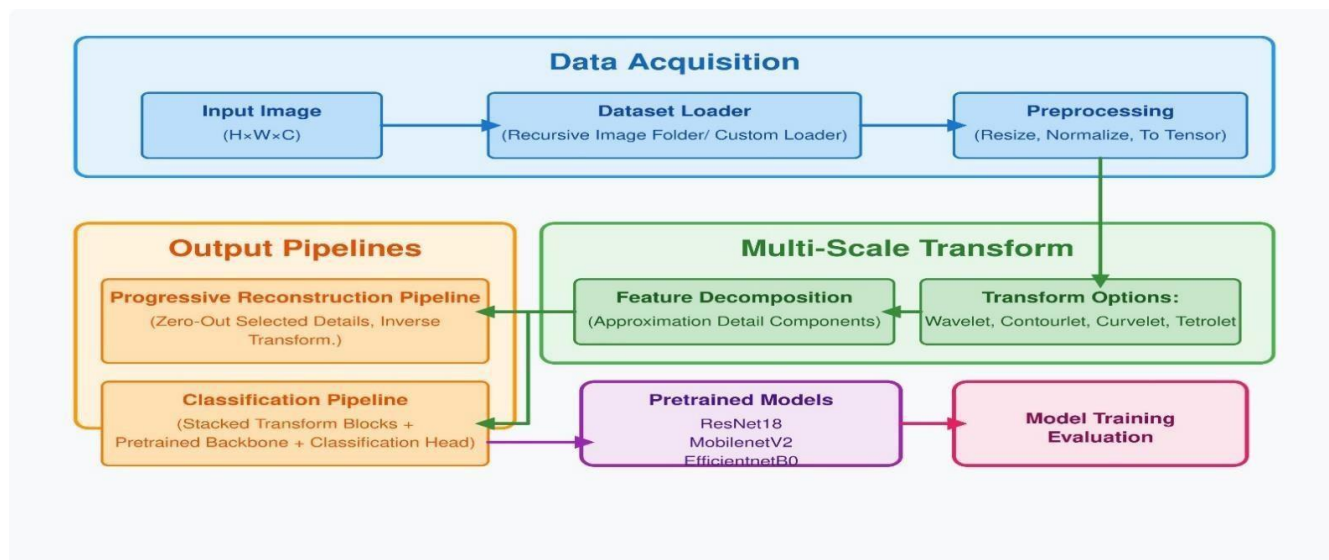 Data Acquisition
Input Image
(H×W×C)
Dataset Loader
(Recursive Image Folder/ Custom Loader)
Preprocessing
(Resize, Normalize, To Tensor)
Output Pipelines
Progressive Reconstruction Pipeline
(Zero-Out Selected Details, Inverse
Transform.)
Classification Pipeline
(Stacked Transform Blocks +
Pretrained Backbone + Classification Head)
Multi-Scale Transform
Feature Decomposition
(Approximation Detail Components)
Transform Options:
Wavelet, Contourlet, Curvelet, Tetrolet
Pretrained Models
ResNet18
MobilenetV2
EfficientnetB0
Model Training
Evaluation